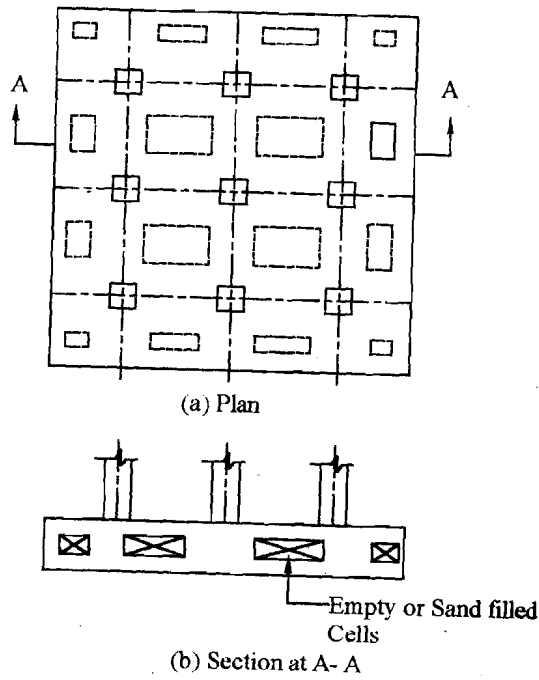 A
A
(a) Plan
Empty or Sand filled
Cells
(b) Section at A- A